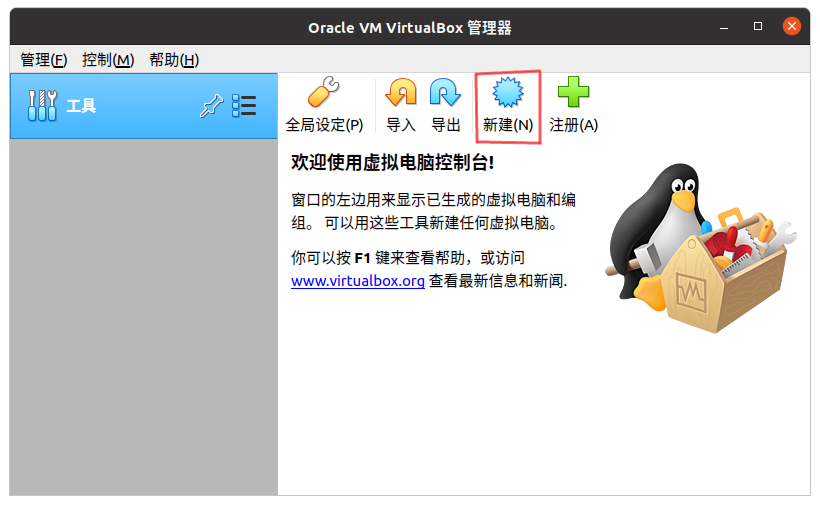 Oracle VM VirtualBox 管理器
管理(F) 控制(M) 帮助(H)
工具
全局设定(P) 导入 导出 新建(N) 注册(A)
欢迎使用虚拟电脑控制台!
窗口的左边用来显示已生成的虚拟电脑和编
组。 可以用这些工具新建任何虚拟电脑。
你可以按 F1 键来查看帮助，或访问
www.virtualbox.org 查看最新信息和新闻.